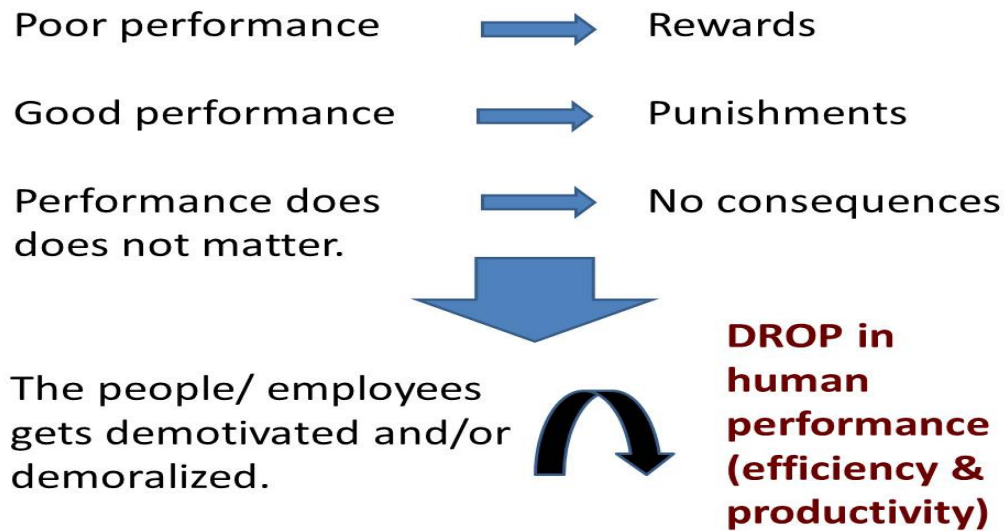 Poor performance Rewards
Good performance Punishments
Performance does No consequences
does not matter.
The people/ employees
gets demotivated and/or
demoralized.
DROP in
human
performance
(efficiency &
productivity)